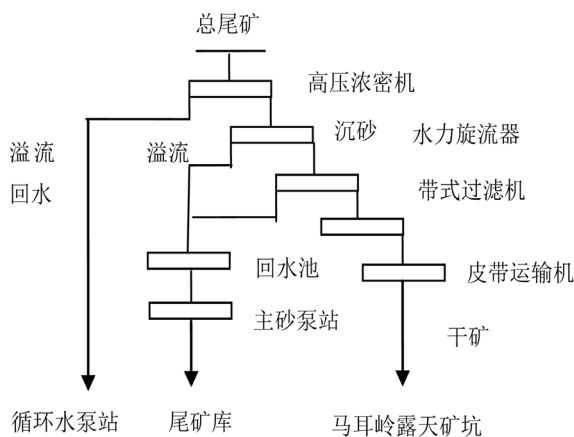 总尾矿
高压浓密机
沉砂
水力旋流器
溢流
溢流
回水
带式过滤机
回水池
皮带运输机
主砂泵站
干矿
循环水泵站
尾矿库
马耳岭露天矿坑